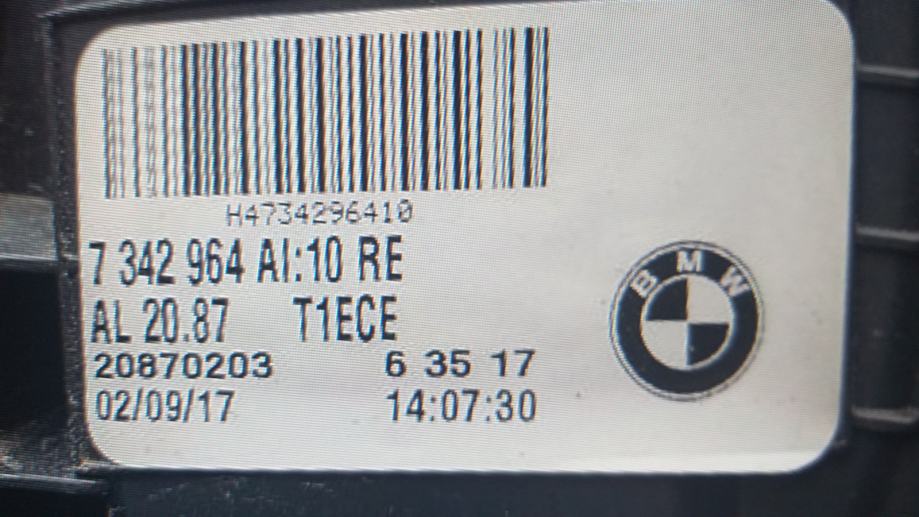 H4734296410
7 342 964 AI:10 RE
AL 20.87 T1ECE
20870203 6 35 17
02/09/17 14:07:30
BMW